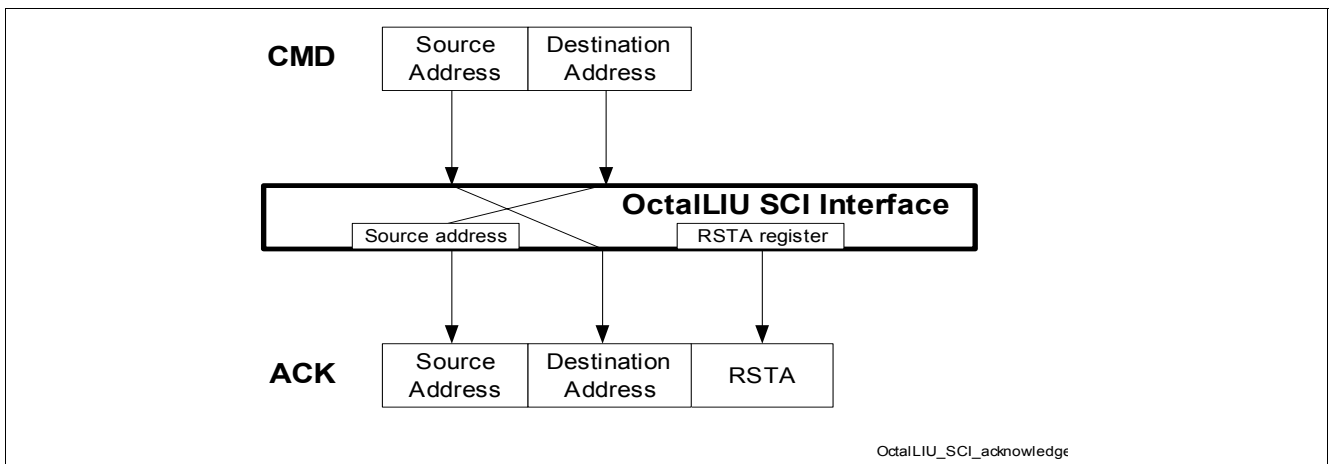 CMD
Source Address
Destination Address
OctalLIU SCI Interface
Source address
RSTA register
ACK
Source Address
Destination Address
RSTA
OctalLIU_SCI_acknowledge